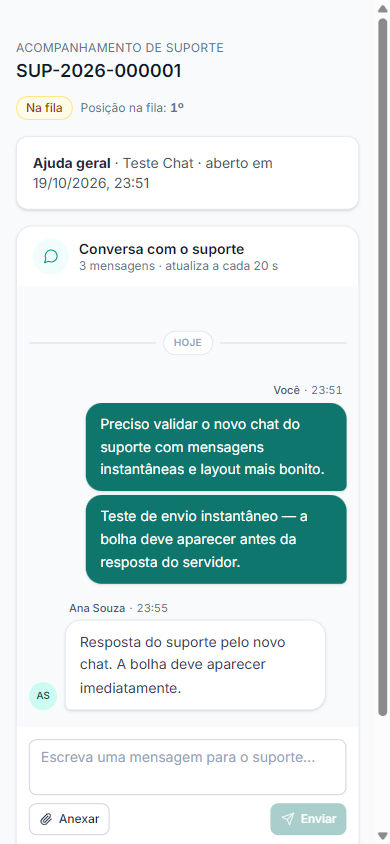 ACOMPANHAMENTO DE SUPORTE
SUP-2026-000001
Na fila Posição na fila: 1º
Ajuda geral · Teste Chat · aberto em
19/10/2026, 23:51
Conversa com o suporte
3 mensagens · atualiza a cada 20 s
HOJE
Você · 23:51
Preciso validar o novo chat do
suporte com mensagens
instantâneas e layout mais bonito.
Teste de envio instantâneo — a
bolha deve aparecer antes da
resposta do servidor.
Ana Souza · 23:55
Resposta do suporte pelo novo
chat. A bolha deve aparecer
imediatamente.
AS
Escreva uma mensagem para o suporte...
Anexar Enviar